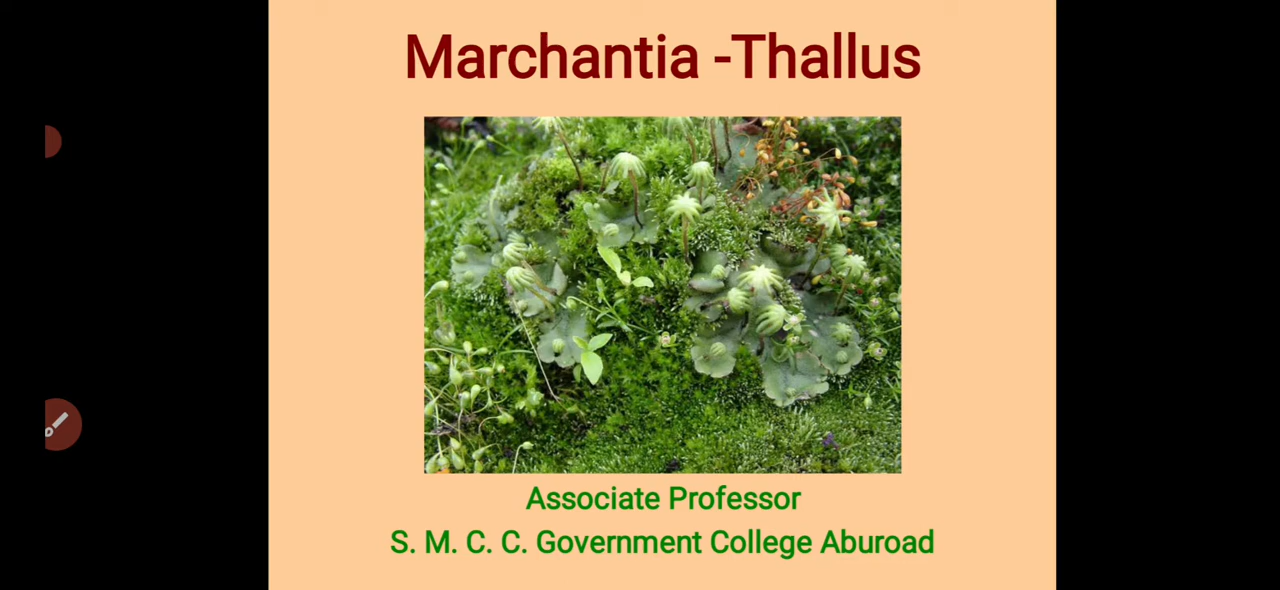 Marchantia -Thallus
Associate Professor
S. M. C. C. Government College Aburoad